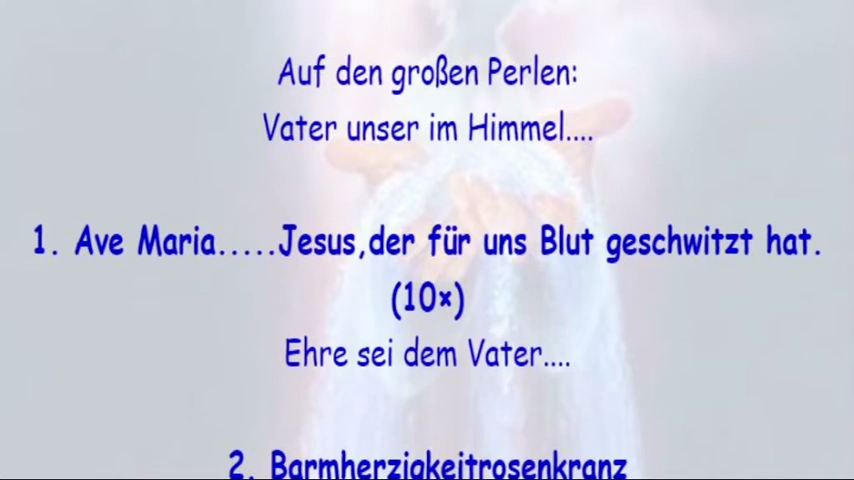 Auf den großen Perlen:
Vater unser im Himmel....
1. Ave Maria.....Jesus,der für uns Blut geschwitzt hat.
(10×)
Ehre sei dem Vater....
2. Barmherzigkeitrosenkranz